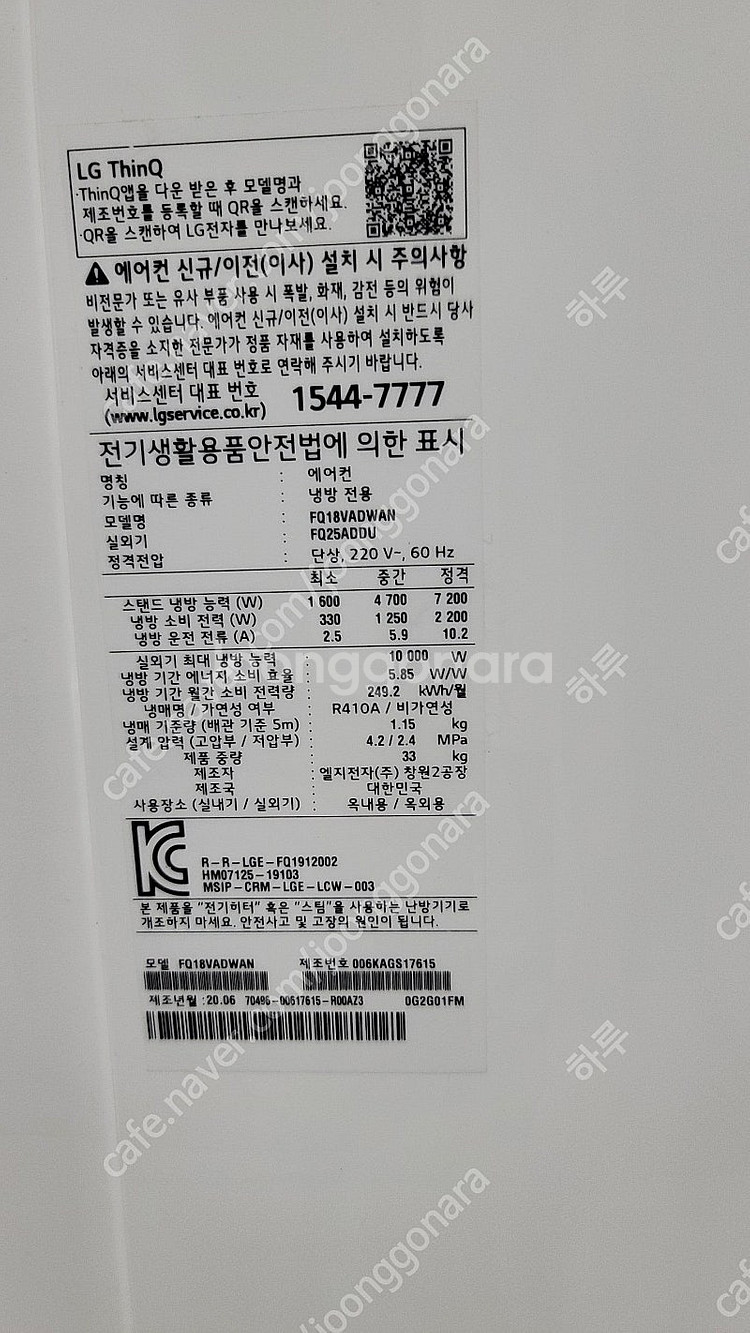 LG ThinQ
·ThinQ앱을 다운 받은 후 모델명과
제조번호를 등록할 때 QR을 스캔하세요.
·QR을 스캔하여 LG전자를 만나보세요.
에어컨 신규/이전(이사) 설치 시 주의사항
비전문가 또는 유사 부품 사용 시 폭발, 화재, 감전 등의 위험이
발생할 수 있습니다. 에어컨 신규/이전(이사) 설치 시 반드시 당사
자격증을 소지한 전문가가 정품 자재를 사용하여 설치하도록
아래의 서비스센터 대표 번호로 연락해 주시기 바랍니다.
서비스센터 대표 번호 1544-7777
(www.lgservice.co.kr)
전기생활용품안전법에 의한 표시
명칭 : 에어컨
기능에 따른 종류 : 냉방 전용
모델명 : FQ18VADWAN
실외기 : FQ25ADDU
정격전압 : 단상, 220 V~, 60 Hz
최소 중간 정격
스탠드 냉방 능력 (W) 1 600 4 700 7 200
냉방 소비 전력 (W) 330 1 250 2 200
냉방 운전 전류 (A) 2.5 5.9 10.2
실외기 최대 냉방 능력 : 10 000 W
냉방 기간 에너지 소비 효율 : 5.85 W/W
냉방 기간 월간 소비 전력량 : 249.2 kWh/월
냉매명 / 가연성 여부 : R410A / 비가연성
냉매 기준량 (배관 기준 5m) : 1.15 kg
설계 압력 (고압부 / 저압부) : 4.2 / 2.4 MPa
제품 중량 : 33 kg
제조자 : 엘지전자(주) 창원2공장
제조국 : 대한민국
사용장소 (실내기 / 실외기) : 옥내용 / 옥외용
R-R-LGE-FQ1912002
HM07125-19103
MSIP-CRM-LGE-LCW-003
본 제품을 "전기히터" 혹은 "스팀"을 사용하는 난방기기로
개조하지 마세요. 안전사고 및 고장의 원인이 됩니다.
모델 FQ18VADWAN 제조번호 006KAGS17615
제조년월 : 20.06 70496-00617615-R00AZ3 0G2G01FM
joonggonara
cafe.naver.com/joonggonara
하루